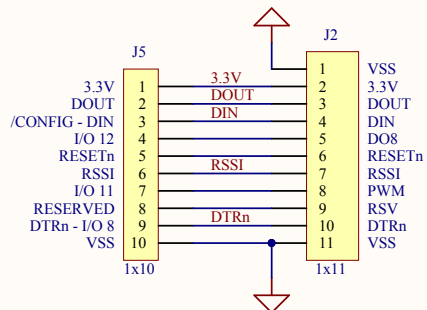 J5
J2
1 VSS
3.3V 1 3.3V 2 3.3V
DOUT 2 DOUT 3 DOUT
/CONFIG - DIN 3 DIN 4 DIN
I/O 12 4 5 DO8
RESETn 5 6 RESETn
RSSI 6 RSSI 7 RSSI
I/O 11 7 8 PWM
RESERVED 8 9 RSV
DTRn - I/O 8 9 DTRn 10 DTRn
VSS 10 11 VSS
1x10 1x11